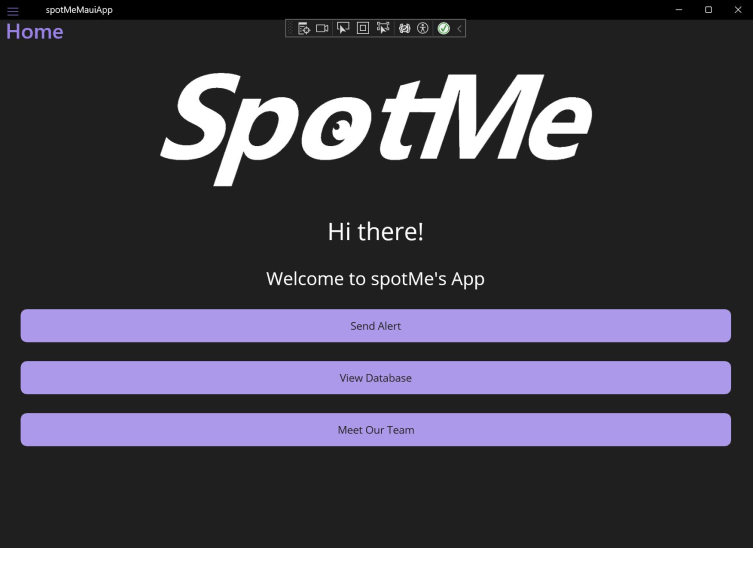 spotMeMauiApp
Home
SpotMe
Hi there!
Welcome to spotMe's App
Send Alert
View Database
Meet Our Team